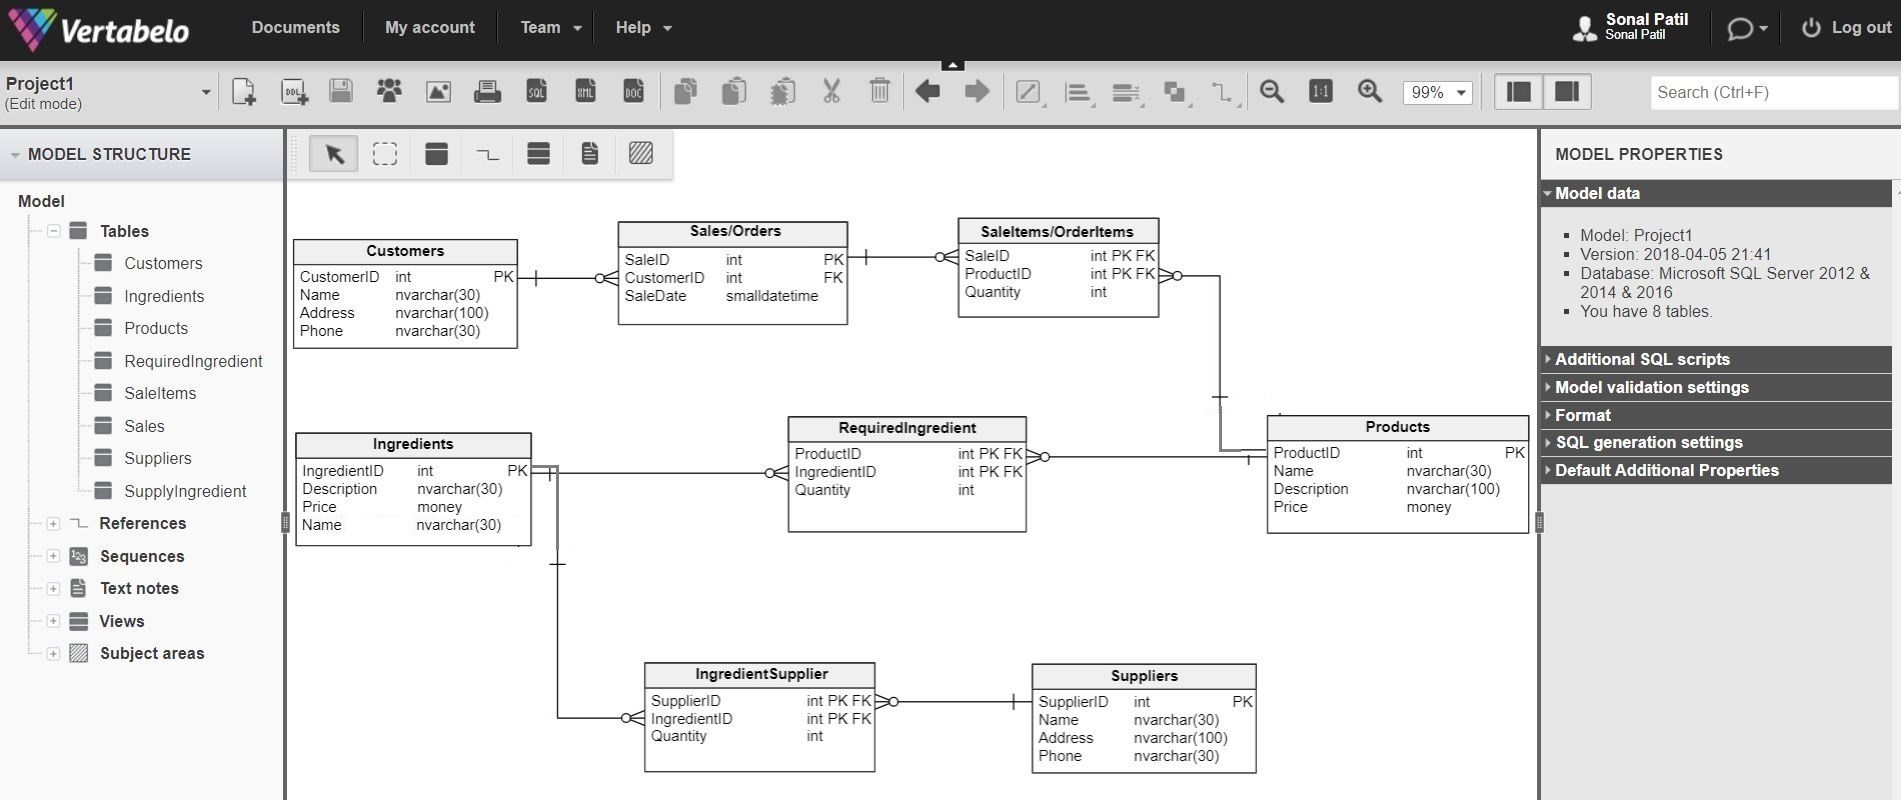 Vertabelo
Documents
My account
Team
Help
Sonal Patil
Sonal Patil
Log out
Project1
(Edit mode)
DDL
SQL
XML
DOC
1:1
99%
Search (Ctrl+F)
MODEL STRUCTURE
Model
Tables
Customers
Ingredients
Products
RequiredIngredient
SaleItems
Sales
Suppliers
SupplyIngredient
References
123
Sequences
Text notes
Views
Subject areas
Customers
CustomerID int PK
Name nvarchar(30)
Address nvarchar(100)
Phone nvarchar(30)
Sales/Orders
SaleID int PK
CustomerID int FK
SaleDate smalldatetime
SaleItems/OrderItems
SaleID int PK FK
ProductID int PK FK
Quantity int
Ingredients
IngredientID int PK
Description nvarchar(30)
Price money
Name nvarchar(30)
RequiredIngredient
ProductID int PK FK
IngredientID int PK FK
Quantity int
Products
ProductID int PK
Name nvarchar(30)
Description nvarchar(100)
Price money
IngredientSupplier
SupplierID int PK FK
IngredientID int PK FK
Quantity int
Suppliers
SupplierID int PK
Name nvarchar(30)
Address nvarchar(100)
Phone nvarchar(30)
MODEL PROPERTIES
Model data
Model: Project1
Version: 2018-04-05 21:41
Database: Microsoft SQL Server 2012 &
2014 & 2016
You have 8 tables.
Additional SQL scripts
Model validation settings
Format
SQL generation settings
Default Additional Properties